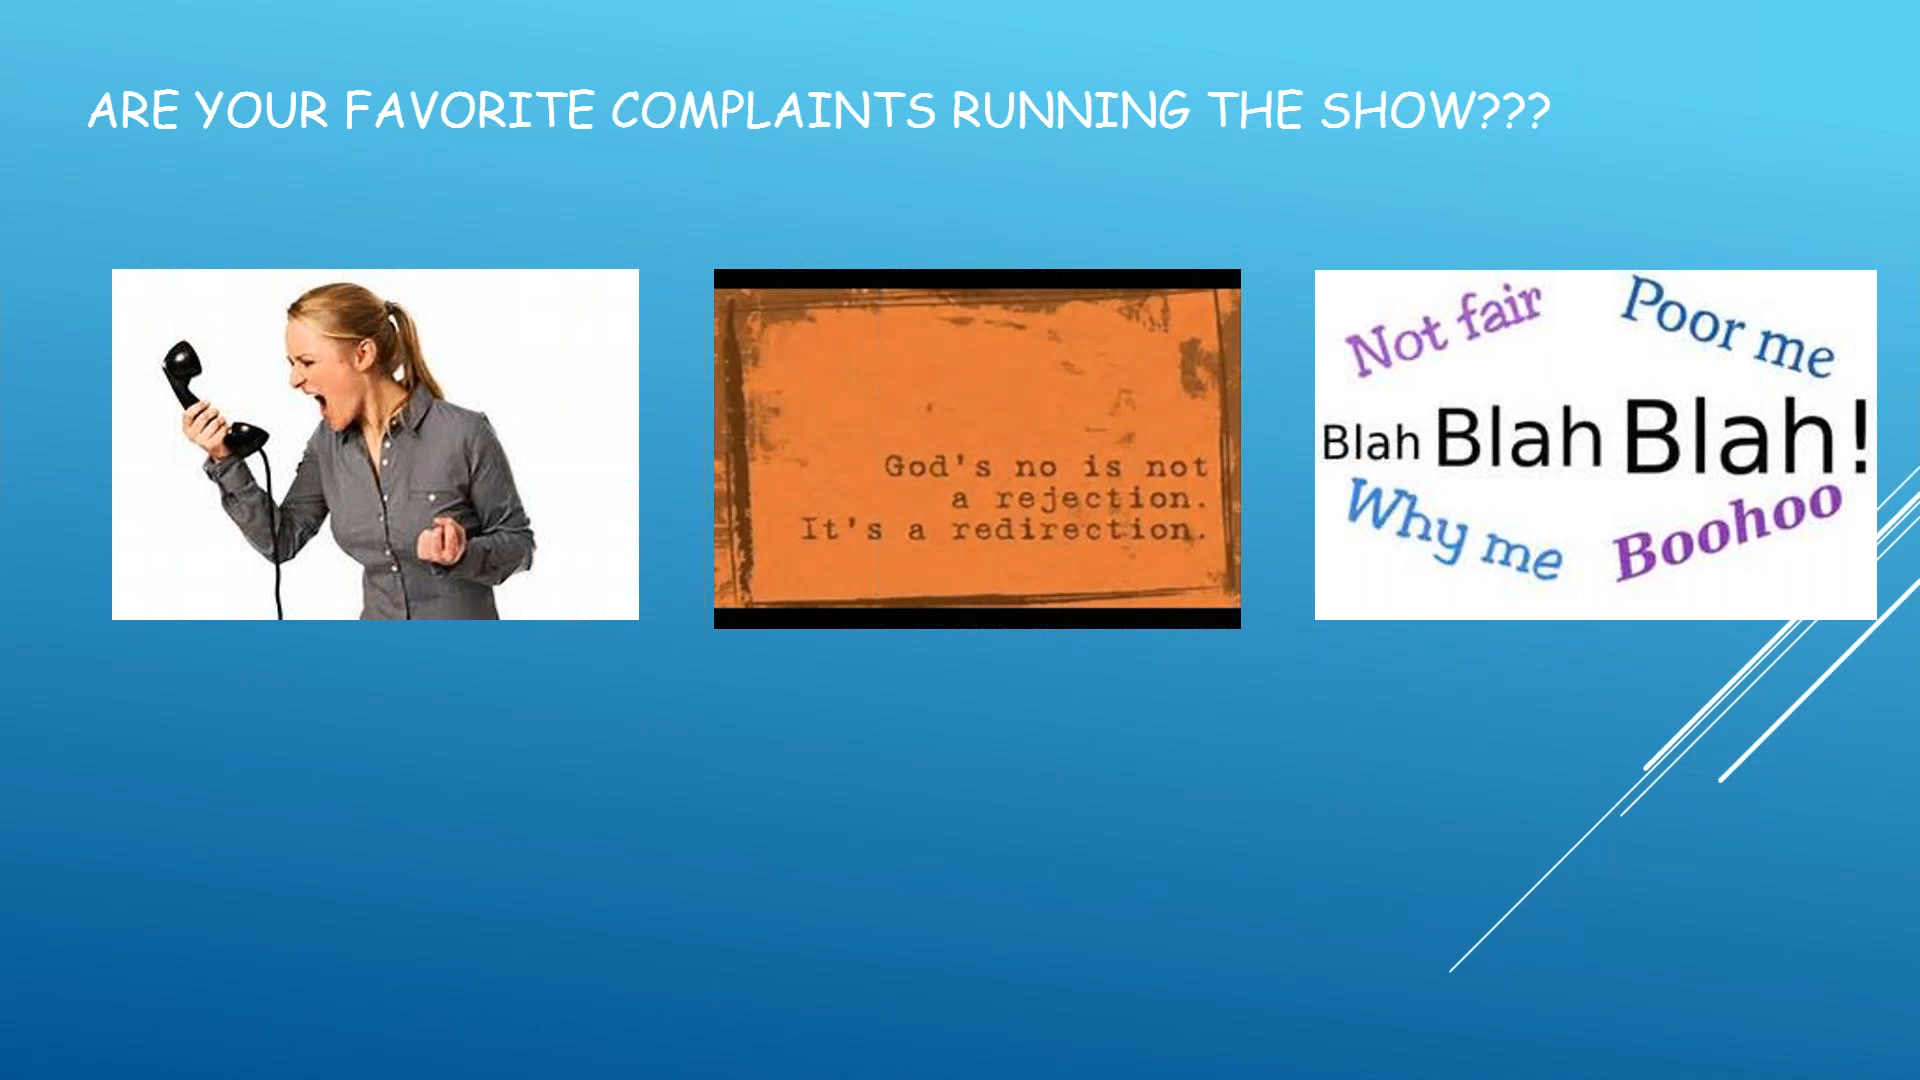 ARE YOUR FAVORITE COMPLAINTS RUNNING THE SHOW???
God's no is not
a rejection.
It's a redirection.
Not fair
Poor me
Blah Blah Blah!
Why me
Boohoo